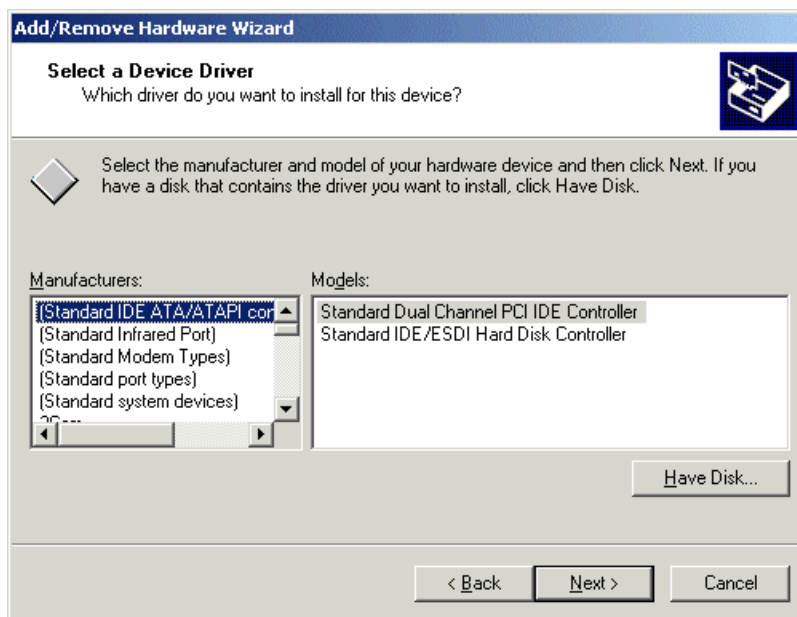 Add/Remove Hardware Wizard
Select a Device Driver
Which driver do you want to install for this device?
Select the manufacturer and model of your hardware device and then click Next. If you
have a disk that contains the driver you want to install, click Have Disk.
Manufacturers:
(Standard IDE ATA/ATAPI con
(Standard Infrared Port)
(Standard Modem Types)
(Standard port types)
(Standard system devices)
Models:
Standard Dual Channel PCI IDE Controller
Standard IDE/ESDI Hard Disk Controller
Have Disk...
< Back
Next >
Cancel